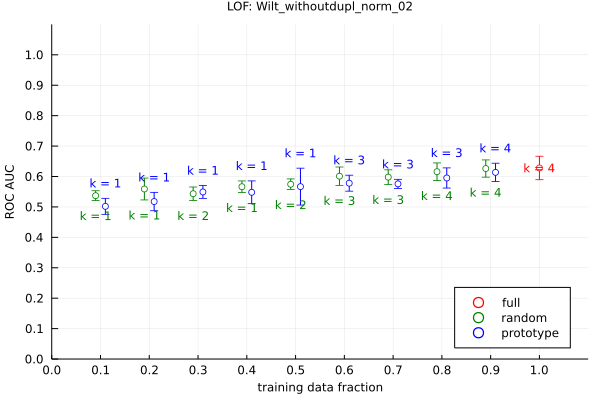 LOF: Wilt_withoutdupl_norm_02
ROC AUC
1.0
0.9
0.8
0.7
0.6
0.5
0.4
0.3
0.2
0.1
0.0
k = 1
k = 1
k = 1
k = 1
k = 1
k = 3
k = 3
k = 3
k = 4
k = 4
k = 1
k = 1
k = 2
k = 1
k = 2
k = 3
k = 3
k = 4
k = 4
full
random
prototype
0.0 0.1 0.2 0.3 0.4 0.5 0.6 0.7 0.8 0.9 1.0
training data fraction